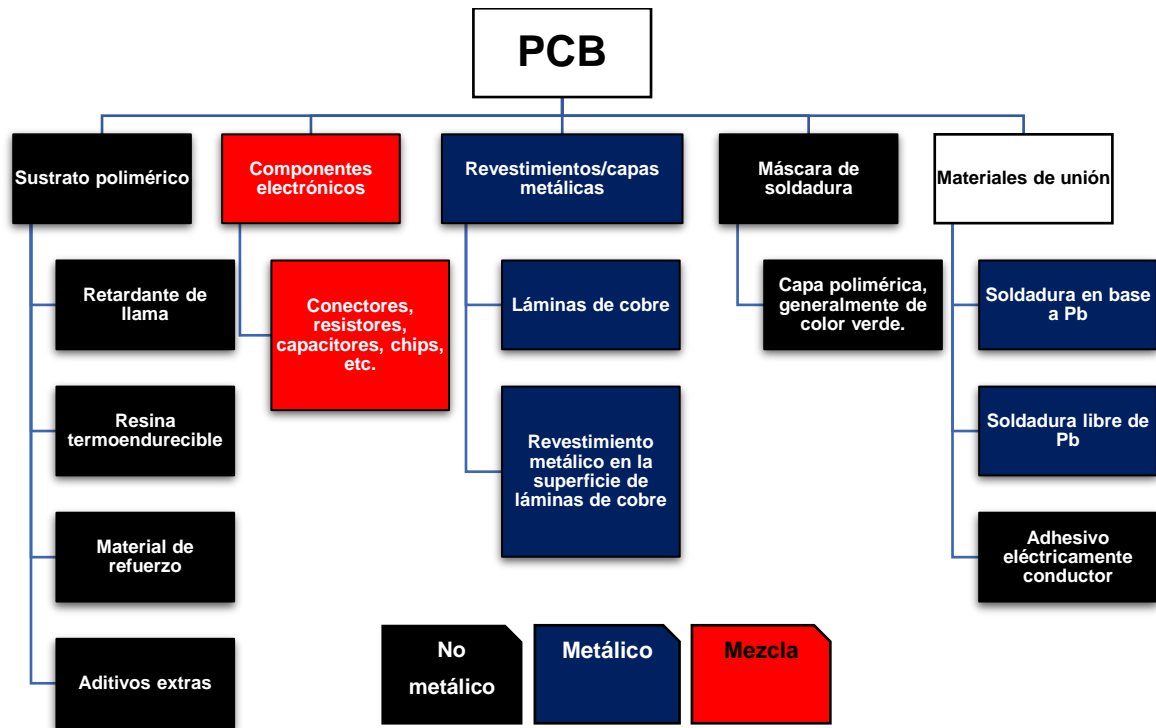 PCB
Sustrato polimérico
Componentes
electrónicos
Revestimientos/capas
metálicas
Máscara de
soldadura
Materiales de unión
Retardante de
llama
Resina
termoendurecible
Material de
refuerzo
Aditivos extras
Conectores,
resistores,
capacitores, chips,
etc.
Láminas de cobre
Revestimiento
metálico en la
superficie de
láminas de cobre
Capa polimérica,
generalmente de
color verde.
Soldadura en base
a Pb
Soldadura libre de
Pb
Adhesivo
eléctricamente
conductor
No
metálico
Metálico
Mezcla